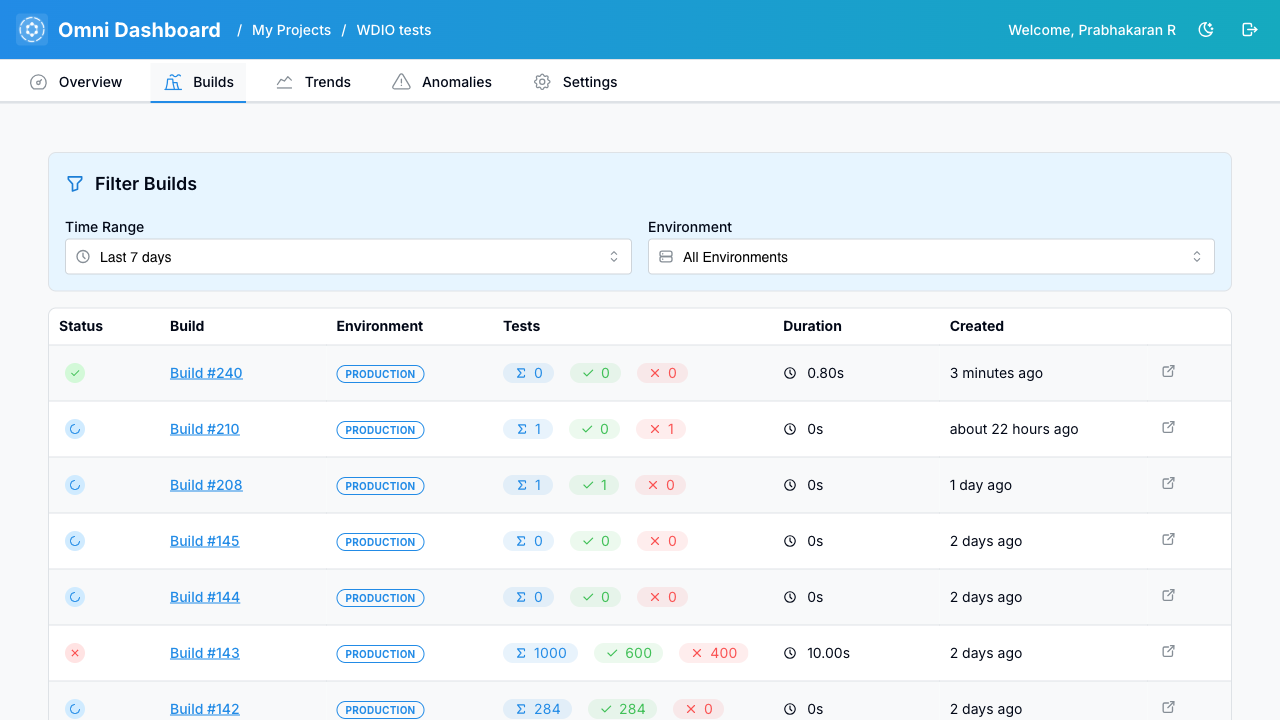 Omni Dashboard / My Projects / WDIO tests Welcome, Prabhakaran R
Overview Builds Trends Anomalies Settings
Filter Builds
Time Range Environment
Last 7 days All Environments
Status Build Environment Tests Duration Created
Build #240 PRODUCTION Σ 0 0 0 0.80s 3 minutes ago
Build #210 PRODUCTION Σ 1 0 1 0s about 22 hours ago
Build #208 PRODUCTION Σ 1 1 0 0s 1 day ago
Build #145 PRODUCTION Σ 0 0 0 0s 2 days ago
Build #144 PRODUCTION Σ 0 0 0 0s 2 days ago
Build #143 PRODUCTION Σ 1000 600 400 10.00s 2 days ago
Build #142 PRODUCTION Σ 284 284 0 0s 2 days ago